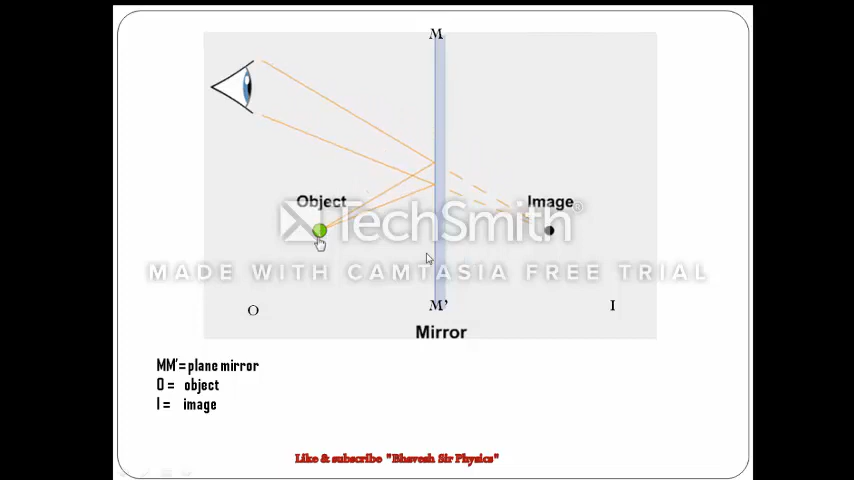 M
Object
Image
TechSmith®
MADE WITH CAMTASIA FREE TRIAL
O
M'
I
Mirror
MM'= plane mirror
O = object
I = image
Like & subscribe "Bhavesh Sir Physics"